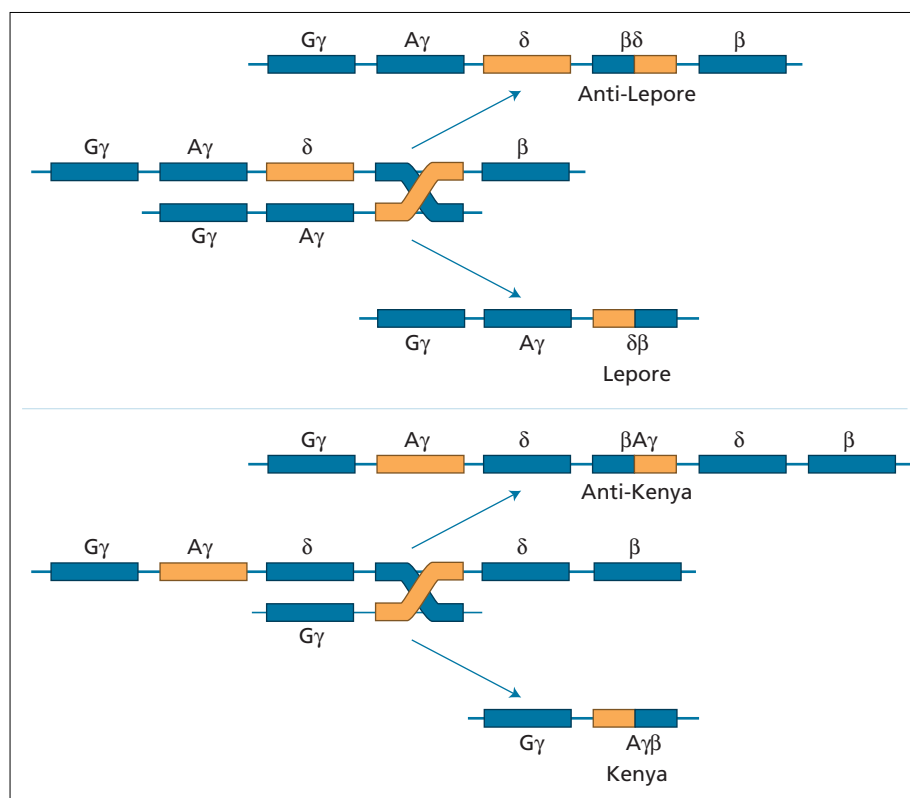 Gγ Aγ δ βδ β
Anti-Lepore
Gγ Aγ δ β
Gγ Aγ
Gγ Aγ δβ
Lepore
Gγ Aγ δ βAγ δ β
Anti-Kenya
Gγ Aγ δ δ β
Gγ
Gγ Aγβ
Kenya